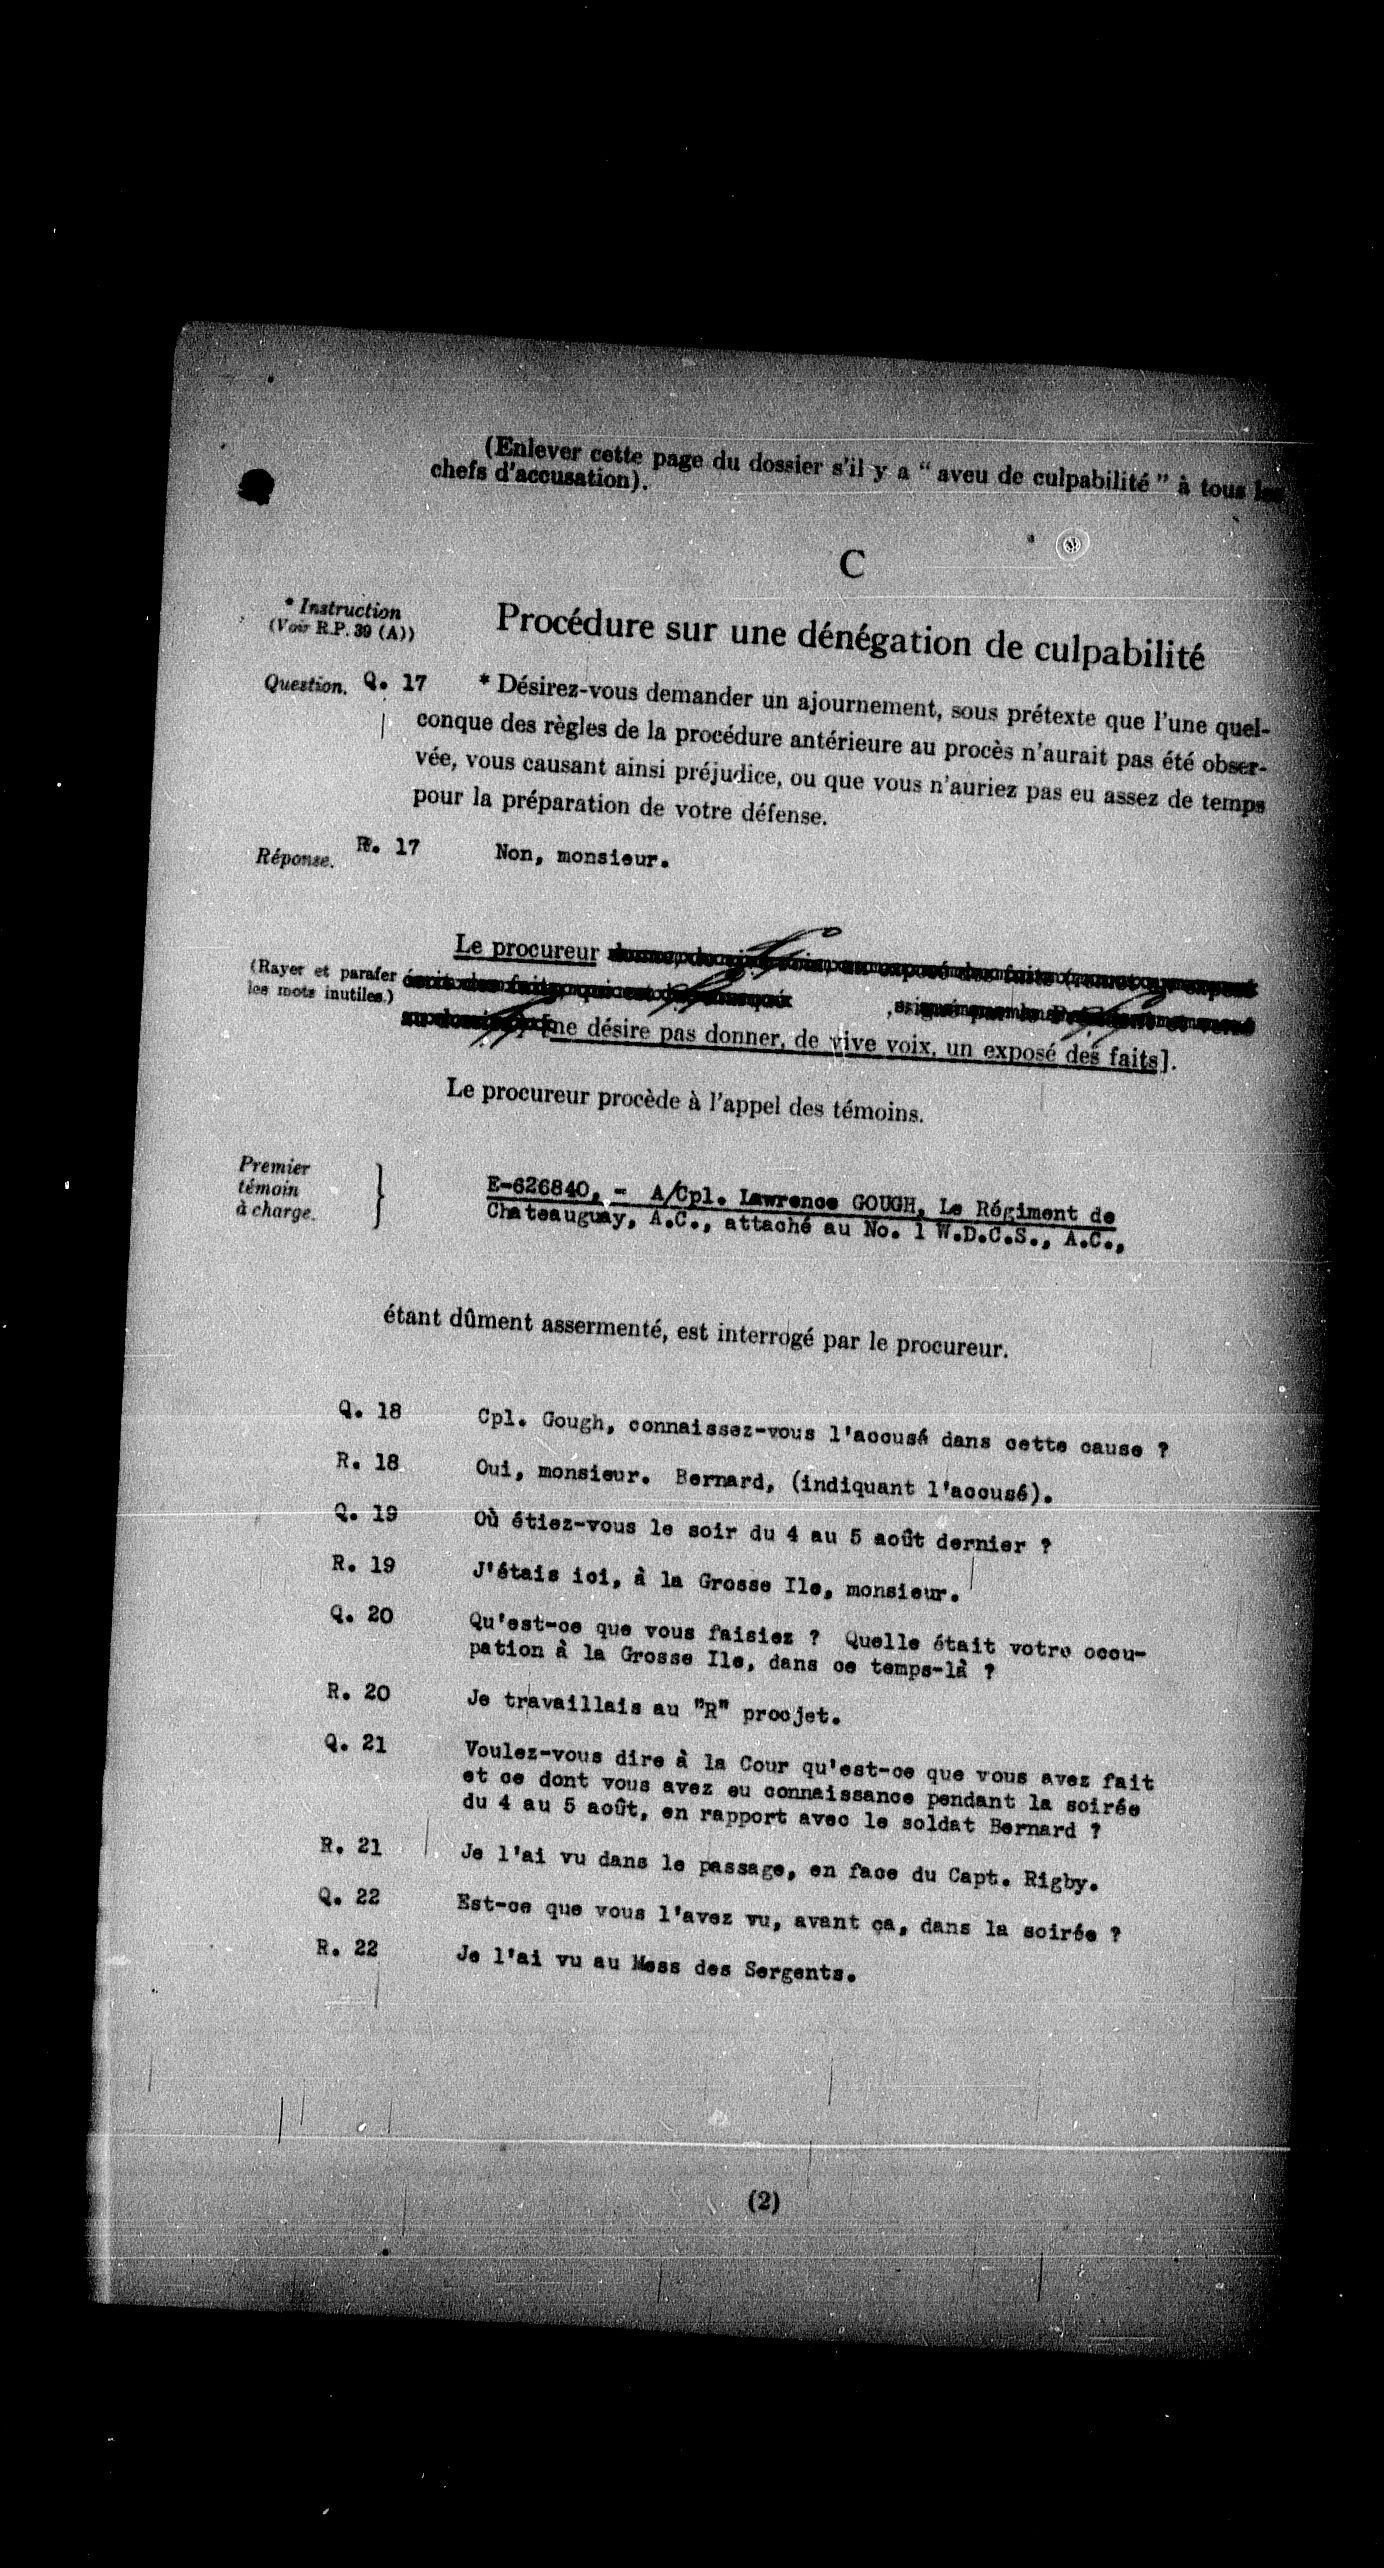 (Enlever cette page du dossier s'il y a “ aveu de culpabilité ” à tous les
chefs d'accusation).
C
* Instruction
(Voir R.P. 39 (A))
Procédure sur une dénégation de culpabilité
Question. Q. 17 * Désirez-vous demander un ajournement, sous prétexte que l'une quel-
conque des règles de la procédure antérieure au procès n'aurait pas été obser-
vée, vous causant ainsi préjudice, ou que vous n'auriez pas eu assez de temps
pour la préparation de votre défense.
Réponse. R. 17 Non, monsieur.
Le procureur
(Rayer et parafer
les mots inutiles.)
[ne désire pas donner, de vive voix, un exposé des faits].
Le procureur procède à l'appel des témoins.
Premier
témoin
à charge.
E-626840, - A/Cpl. Lawrence GOUGH, Le Régiment de
Chateauguay, A.C., attaché au No. 1 W.D.C.S., A.C.,
étant dûment assermenté, est interrogé par le procureur.
Q. 18 Cpl. Gough, connaissez-vous l'accusé dans cette cause ?
R. 18 Oui, monsieur. Bernard, (indiquant l'accusé).
Q. 19 Où étiez-vous le soir du 4 au 5 août dernier ?
R. 19 J'étais ici, à la Grosse Ile, monsieur.
Q. 20 Qu'est-ce que vous faisiez ? Quelle était votre occu-
pation à la Grosse Ile, dans ce temps-là ?
R. 20 Je travaillais au "R" procjet.
Q. 21 Voulez-vous dire à la Cour qu'est-ce que vous avez fait
et ce dont vous avez eu connaissance pendant la soirée
du 4 au 5 août, en rapport avec le soldat Bernard ?
R. 21 Je l'ai vu dans le passage, en face du Capt. Rigby.
Q. 22 Est-ce que vous l'avez vu, avant ça, dans la soirée ?
R. 22 Je l'ai vu au Mess des Sergents.
(2)